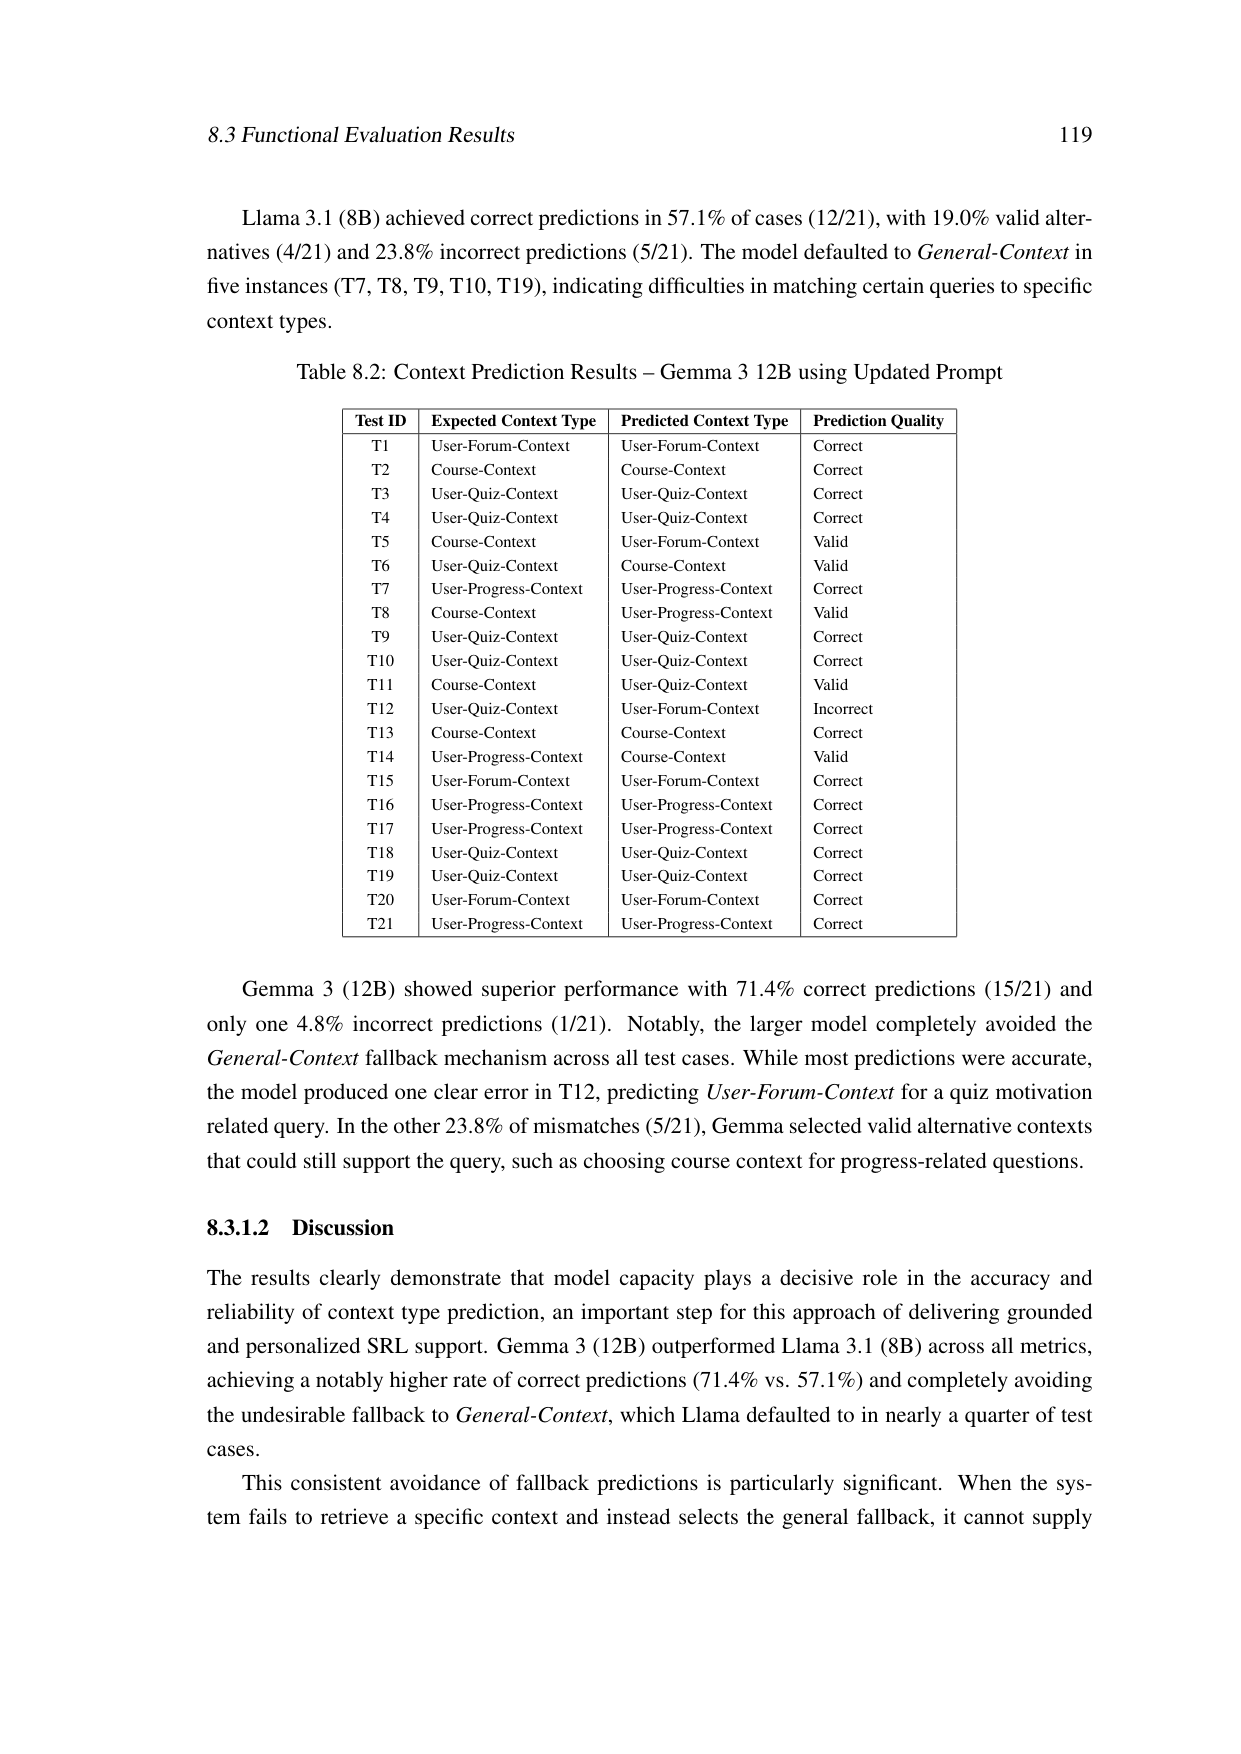 8.3 Functional Evaluation Results 119
Llama 3.1 (8B) achieved correct predictions in 57.1% of cases (12/21), with 19.0% valid alter-
natives (4/21) and 23.8% incorrect predictions (5/21). The model defaulted to General-Context in
five instances (T7, T8, T9, T10, T19), indicating difficulties in matching certain queries to specific
context types.
Table 8.2: Context Prediction Results – Gemma 3 12B using Updated Prompt
Test ID Expected Context Type Predicted Context Type Prediction Quality
T1 User-Forum-Context User-Forum-Context Correct
T2 Course-Context Course-Context Correct
T3 User-Quiz-Context User-Quiz-Context Correct
T4 User-Quiz-Context User-Quiz-Context Correct
T5 Course-Context User-Forum-Context Valid
T6 User-Quiz-Context Course-Context Valid
T7 User-Progress-Context User-Progress-Context Correct
T8 Course-Context User-Progress-Context Valid
T9 User-Quiz-Context User-Quiz-Context Correct
T10 User-Quiz-Context User-Quiz-Context Correct
T11 Course-Context User-Quiz-Context Valid
T12 User-Quiz-Context User-Forum-Context Incorrect
T13 Course-Context Course-Context Correct
T14 User-Progress-Context Course-Context Valid
T15 User-Forum-Context User-Forum-Context Correct
T16 User-Progress-Context User-Progress-Context Correct
T17 User-Progress-Context User-Progress-Context Correct
T18 User-Quiz-Context User-Quiz-Context Correct
T19 User-Quiz-Context User-Quiz-Context Correct
T20 User-Forum-Context User-Forum-Context Correct
T21 User-Progress-Context User-Progress-Context Correct
Gemma 3 (12B) showed superior performance with 71.4% correct predictions (15/21) and
only one 4.8% incorrect predictions (1/21). Notably, the larger model completely avoided the
General-Context fallback mechanism across all test cases. While most predictions were accurate,
the model produced one clear error in T12, predicting User-Forum-Context for a quiz motivation
related query. In the other 23.8% of mismatches (5/21), Gemma selected valid alternative contexts
that could still support the query, such as choosing course context for progress-related questions.
8.3.1.2 Discussion
The results clearly demonstrate that model capacity plays a decisive role in the accuracy and
reliability of context type prediction, an important step for this approach of delivering grounded
and personalized SRL support. Gemma 3 (12B) outperformed Llama 3.1 (8B) across all metrics,
achieving a notably higher rate of correct predictions (71.4% vs. 57.1%) and completely avoiding
the undesirable fallback to General-Context, which Llama defaulted to in nearly a quarter of test
cases.
This consistent avoidance of fallback predictions is particularly significant. When the sys-
tem fails to retrieve a specific context and instead selects the general fallback, it cannot supply